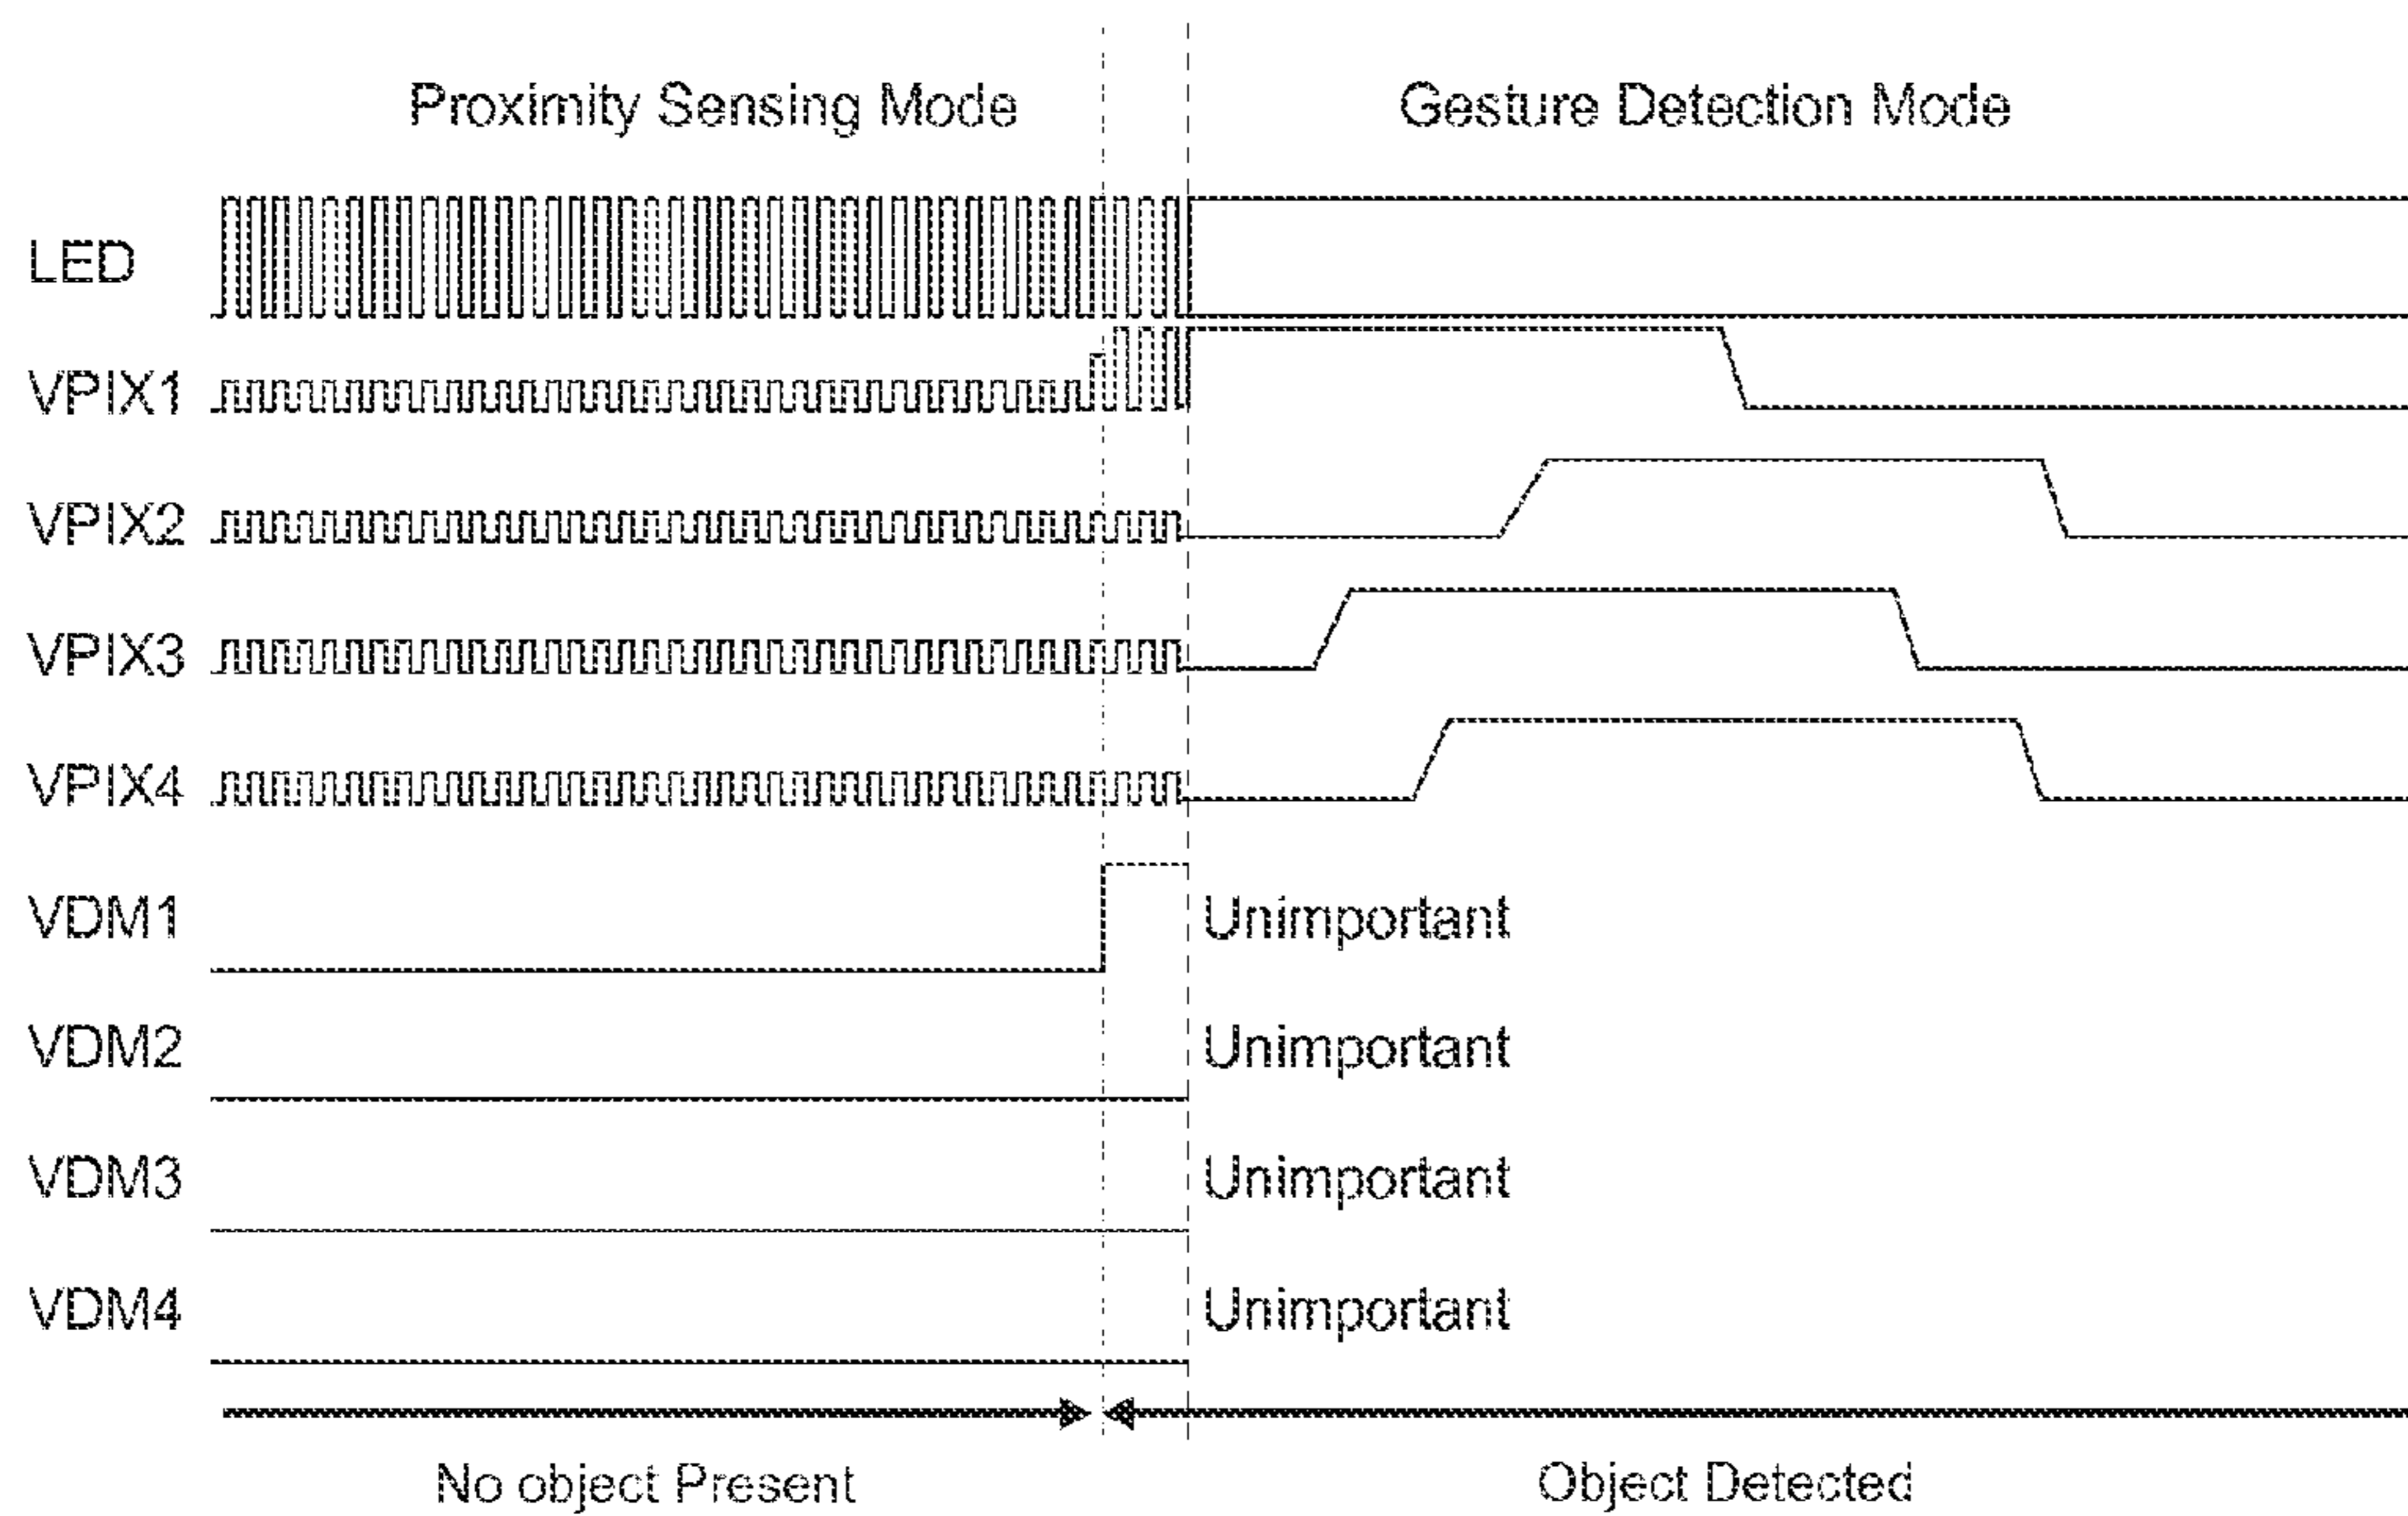 Proximity Sensing Mode Gesture Detection Mode
LED
VPIX1
VPIX2
VPIX3
VPIX4
VDM1 Unimportant
VDM2 Unimportant
VDM3 Unimportant
VDM4 Unimportant
No object Present Object Detected